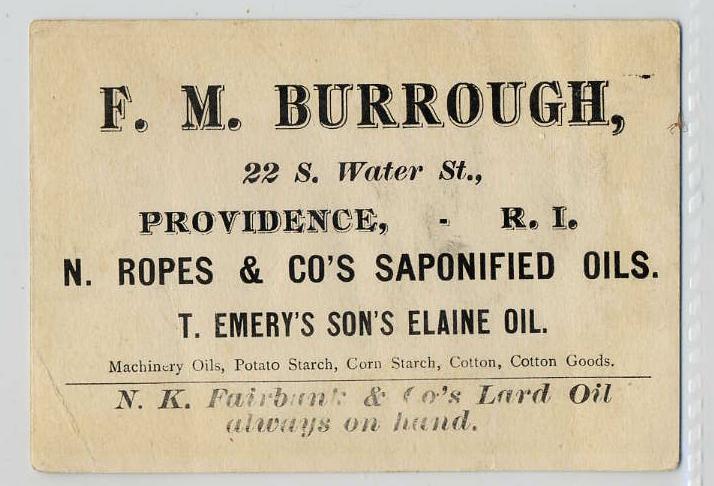 F. M. BURROUGH,
22 S. Water St.,
PROVIDENCE, - R. I.
N. ROPES & CO'S SAPONIFIED OILS.
T. EMERY'S SON'S ELAINE OIL.
Machinery Oils, Potato Starch, Corn Starch, Cotton, Cotton Goods.
N. K. Fairbank & Co's Lard Oil
always on hand.